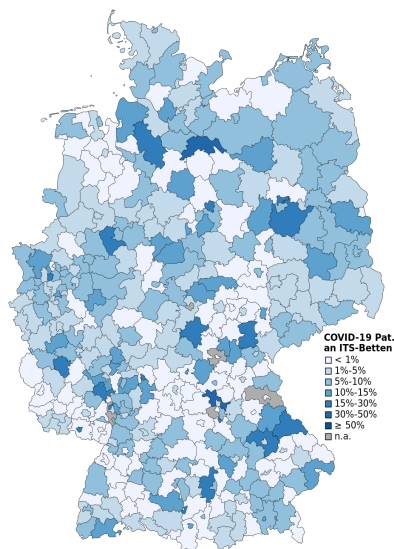 COVID-19 Pat.
an ITS-Betten
< 1%
1%-5%
5%-10%
10%-15%
15%-30%
30%-50%
≥ 50%
n.a.